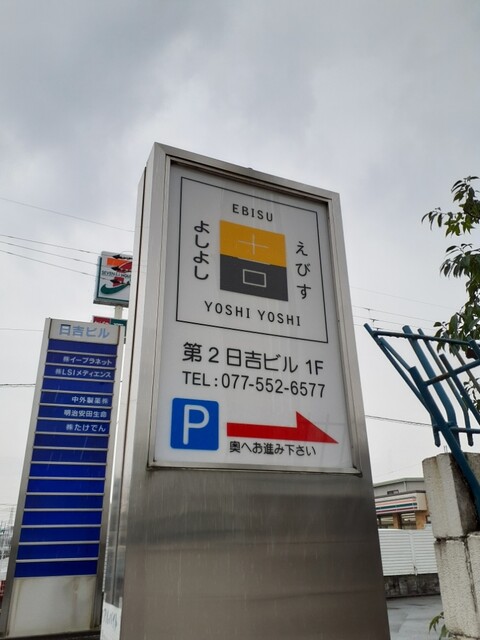 EBISU
えびす
よしよし
YOSHI YOSHI
第2日吉ビル 1F
TEL:077-552-6577
P
奥へお進み下さい
日吉ビル
㈱イープラネット
㈱LSIメディエンス
中外製薬㈱
明治安田生命
㈱たけでん